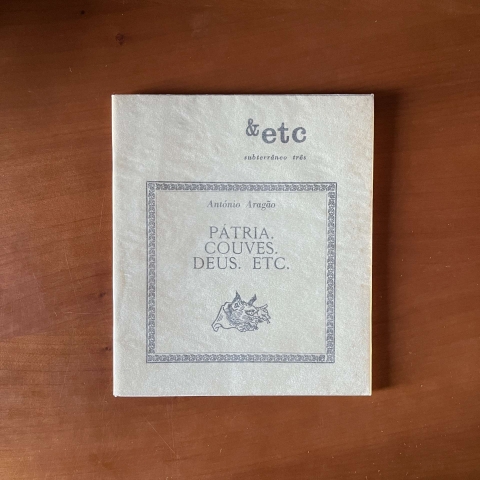 &etc
subterrâneo três
António Aragão
PÁTRIA.
COUVES.
DEUS. ETC.